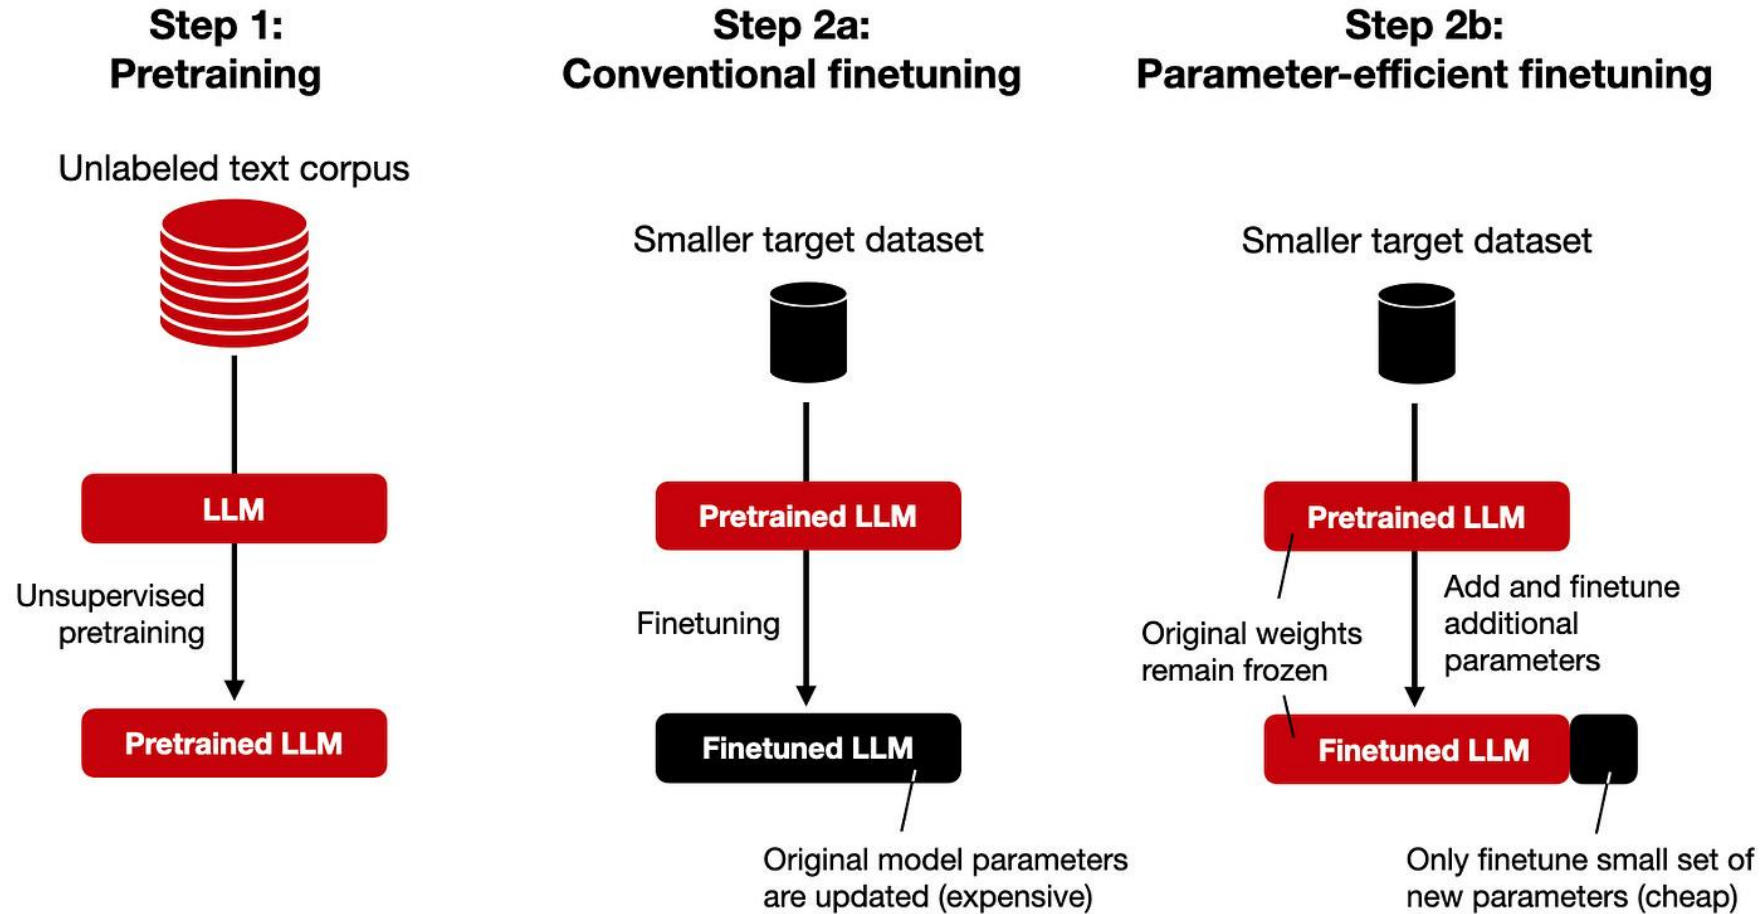 Step 1:
Pretraining
Unlabeled text corpus
LLM
Unsupervised
pretraining
Pretrained LLM
Step 2a:
Conventional finetuning
Smaller target dataset
Pretrained LLM
Finetuning
Finetuned LLM
Original model parameters
are updated (expensive)
Step 2b:
Parameter-efficient finetuning
Smaller target dataset
Pretrained LLM
Original weights
remain frozen
Add and finetune
additional
parameters
Finetuned LLM
Only finetune small set of
new parameters (cheap)